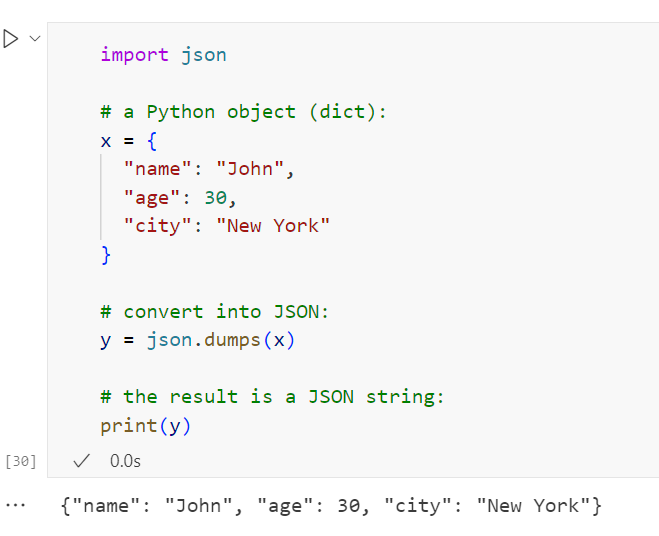 import json
# a Python object (dict):
x = {
  "name": "John",
  "age": 30,
  "city": "New York"
}
# convert into JSON:
y = json.dumps(x)
# the result is a JSON string:
print(y)
[30] ✓ 0.0s
... {"name": "John", "age": 30, "city": "New York"}